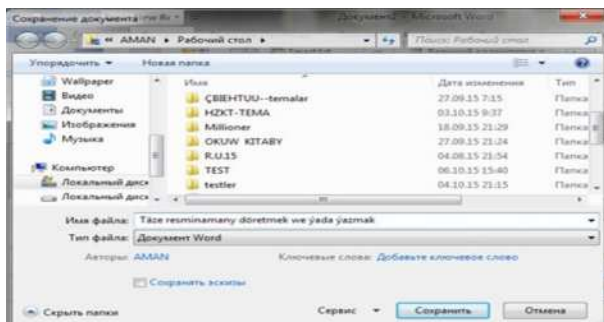 Сохранение документа
Документ2 - Microsoft Word
« AMAN ▸ Рабочий стол ▸
Поиск: Рабочий стол
Упорядочить ▾ Новая папка
Wallpaper
Видео
Документы
Изображения
Музыка
Компьютер
Локальный диск
Локальный диск
Имя Дата изменения Тип
ÇBIEHTUU--temalar 27.09.15 7:15 Папка
HZKT-TEMA 03.10.15 9:37 Папка
Millioner 18.09.15 21:29 Папка
OKUW KITABY 27.09.15 21:24 Папка
R.U.15 04.08.15 21:54 Папка
TEST 06.10.15 15:40 Папка
testler 04.10.15 21:15 Папка
Имя файла: Täze resminamany döretmek we ýada ýazmak
Тип файла: Документ Word
Авторы: AMAN Ключевые слова: Добавьте ключевое слово
Сохранять эскизы
Скрыть папки Сервис ▾ Сохранить Отмена